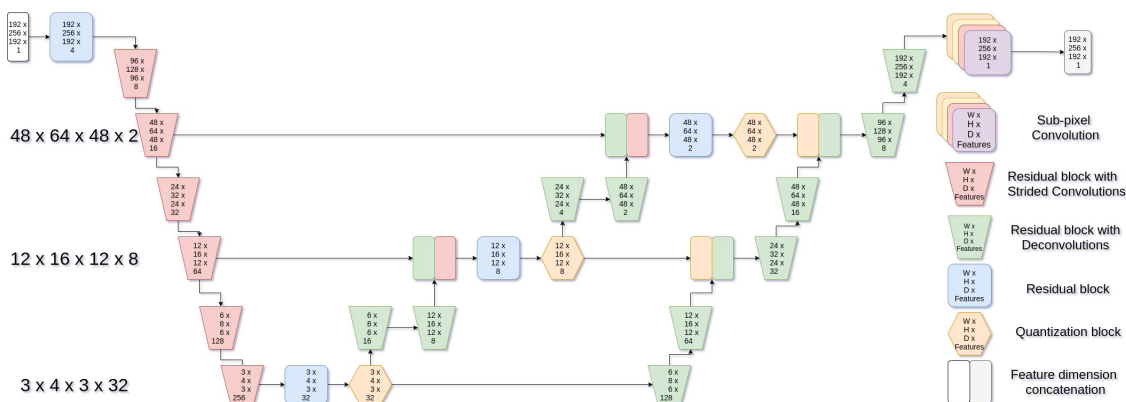 192 x
256 x
192 x
1
192 x
256 x
192 x
4
96 x
128 x
96 x
8
48 x 64 x 48 x 2
48 x
64 x
48 x
16
24 x
32 x
24 x
32
12 x 16 x 12 x 8
12 x
16 x
12 x
64
6 x
8 x
6 x
128
3 x 4 x 3 x 32
3 x
4 x
3 x
256
3 x
4 x
3 x
32
3 x
4 x
3 x
32
6 x
8 x
6 x
16
12 x
16 x
12 x
8
12 x
16 x
12 x
8
12 x
16 x
12 x
8
24 x
32 x
24 x
4
48 x
64 x
48 x
2
48 x
64 x
48 x
2
48 x
64 x
48 x
2
6 x
8 x
6 x
128
12 x
16 x
12 x
64
24 x
32 x
24 x
32
48 x
64 x
48 x
16
96 x
128 x
96 x
8
192 x
256 x
192 x
4
192 x
256 x
192 x
1
192 x
256 x
192 x
1
W x
H x
D x
Features
Sub-pixel
Convolution
W x
H x
D x
Features
Residual block with
Strided Convolutions
W x
H x
D x
Features
Residual block with
Deconvolutions
W x
H x
D x
Features
Residual block
W x
H x
D x
Features
Quantization block
Feature dimension
concatenation